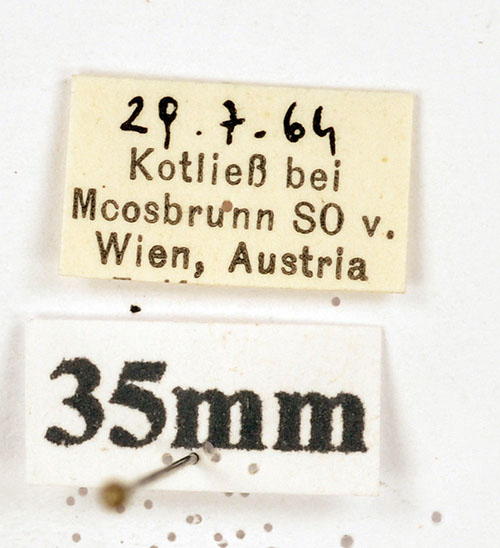 29.7.64
Kotließ bei
Moosbrunn SO v.
Wien, Austria
35mm